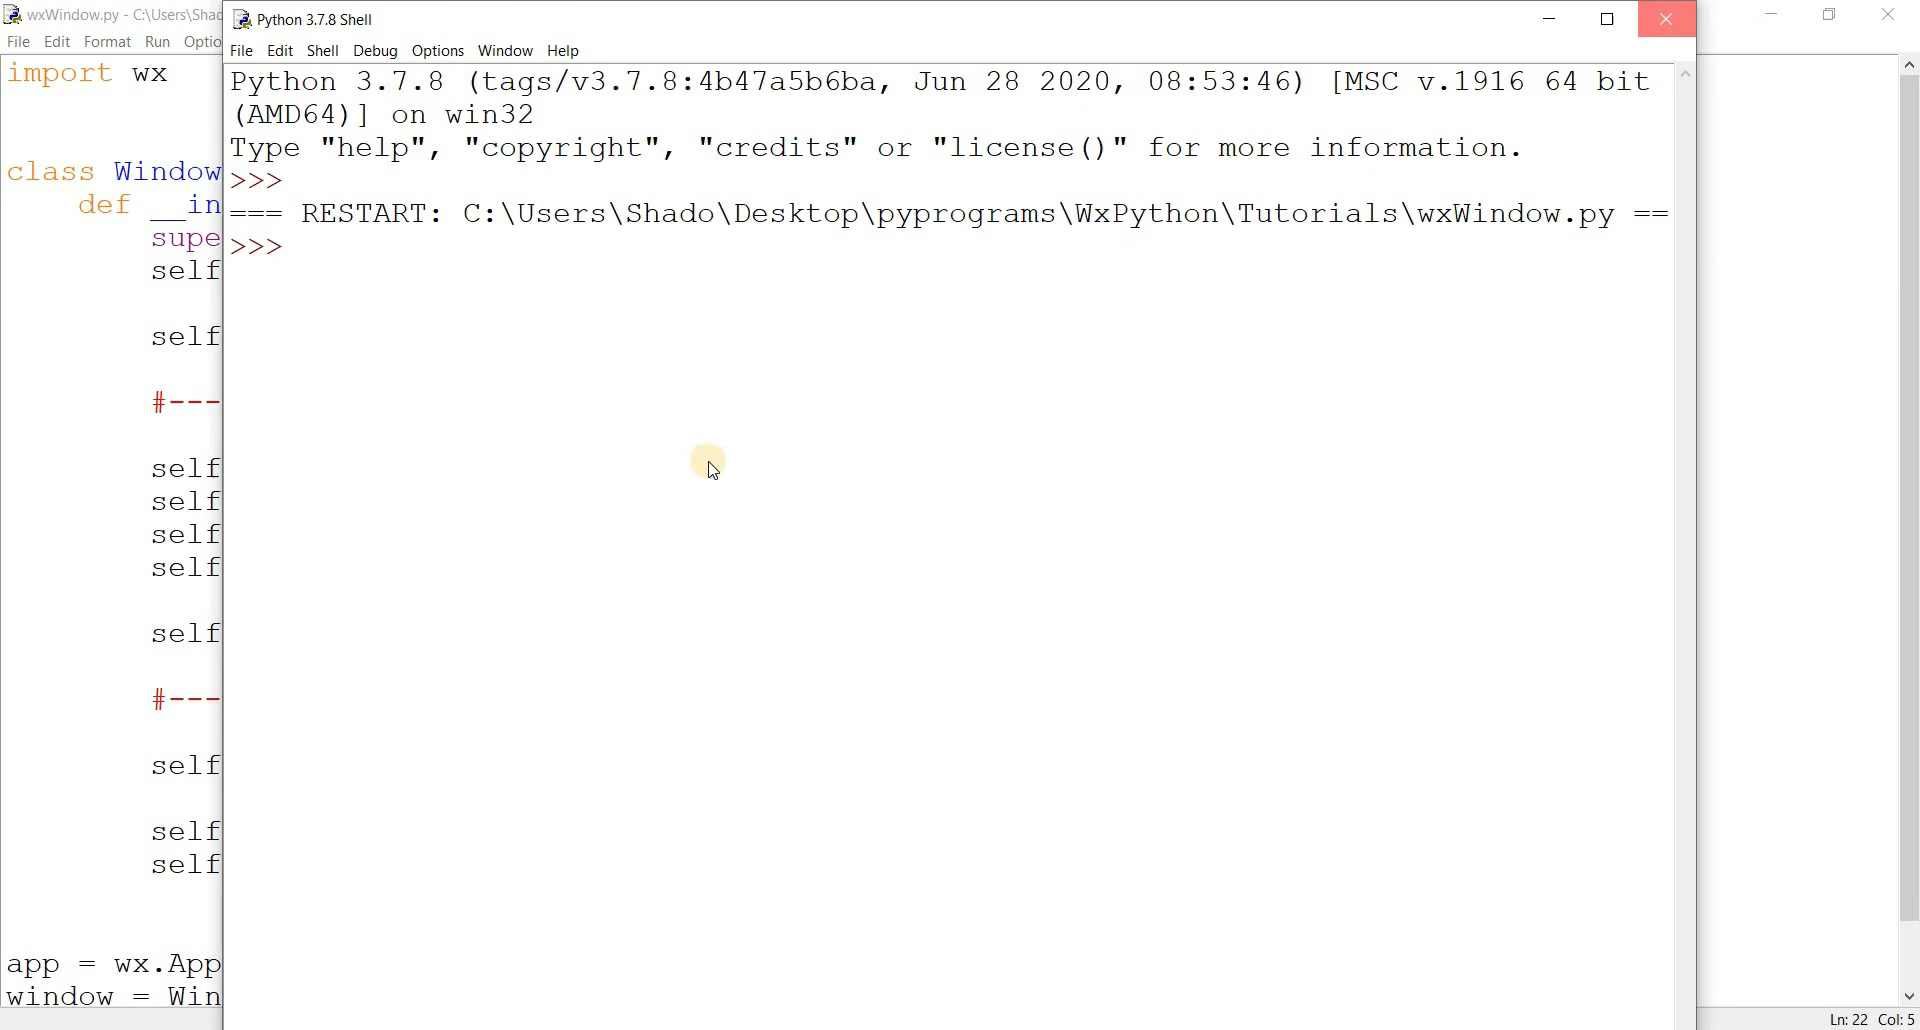 wxWindow.py - C:\Users\Shad
File Edit Format Run Optio
import wx
class Window
def __in
supe
self
self
#---
self
self
self
self
self
#---
self
self
self
app = wx.App
window = Win
Python 3.7.8 Shell
File Edit Shell Debug Options Window Help
Python 3.7.8 (tags/v3.7.8:4b47a5b6ba, Jun 28 2020, 08:53:46) [MSC v.1916 64 bit
(AMD64)] on win32
Type "help", "copyright", "credits" or "license()" for more information.
>>>
=== RESTART: C:\Users\Shado\Desktop\pyprograms\WxPython\Tutorials\wxWindow.py ==
>>>
Ln: 22 Col: 5